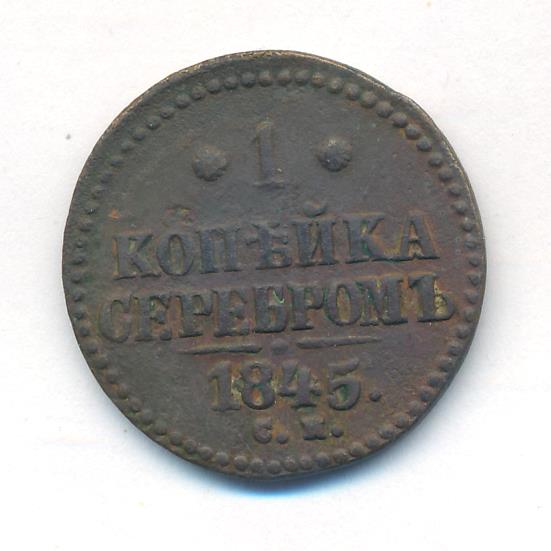 • 1 •
КОПѢЙКА
СЕРЕБРОМЪ
1845.
С. М.